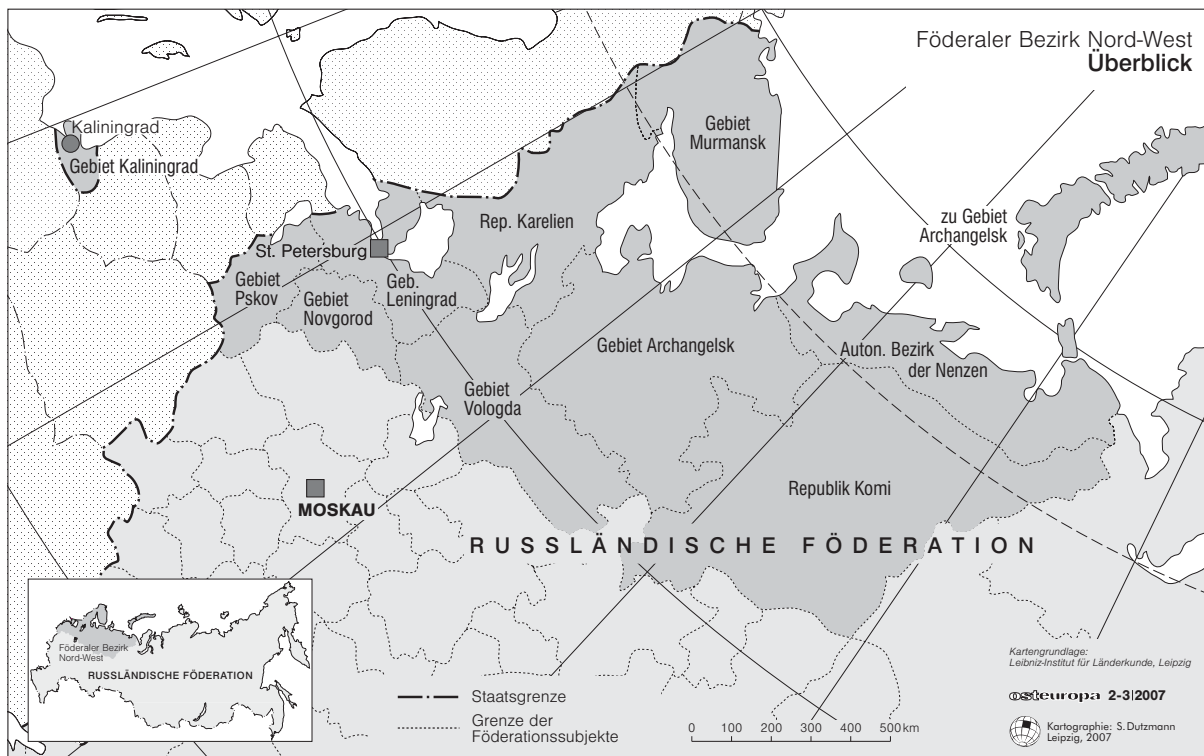 Föderaler Bezirk Nord-West
Überblick
Kaliningrad
Gebiet Kaliningrad
Gebiet
Murmansk
zu Gebiet
Archangelsk
Rep. Karelien
St. Petersburg
Gebiet
Pskov
Gebiet
Novgorod
Geb.
Leningrad
Gebiet Archangelsk
Auton. Bezirk
der Nenzen
Gebiet
Vologda
MOSKAU
Republik Komi
RUSSLÄNDISCHE FÖDERATION
Föderaler Bezirk
Nord-West
RUSSLÄNDISCHE FÖDERATION
Staatsgrenze
Grenze der
Föderationssubjekte
0 100 200 300 400 500 km
Kartengrundlage:
Leibniz-Institut für Länderkunde, Leipzig
osteuropa 2-3|2007
Kartographie: S. Dutzmann
Leipzig, 2007